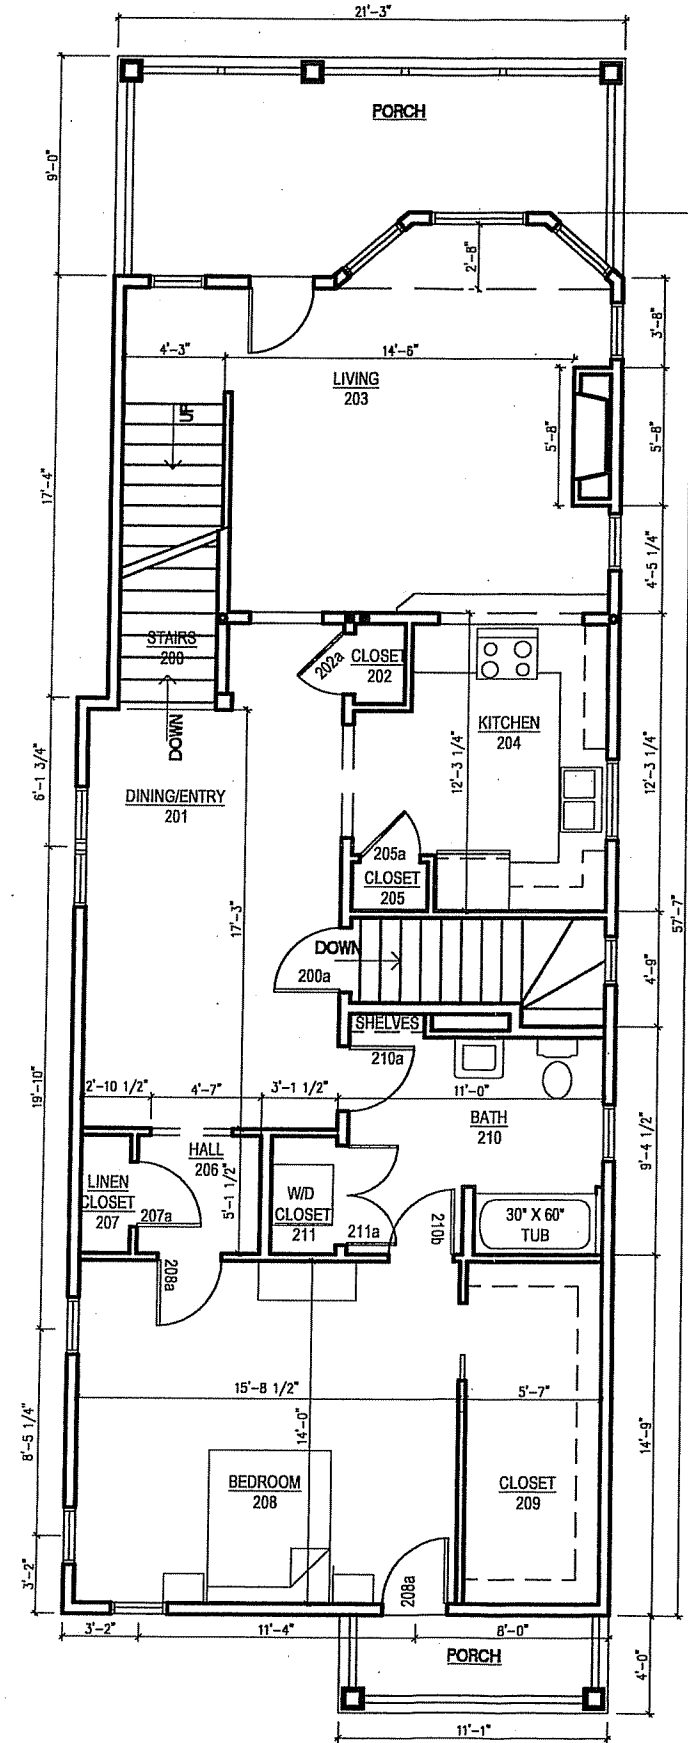 21'-3"
PORCH
9'-0"
2'-8"
3'-8"
4'-3"
14'-6"
LIVING
203
UP
5'-8"
5'-8"
17'-4"
4'-5 1/4"
STAIRS
200
202a
CLOSET
202
KITCHEN
204
DOWN
6'-1 3/4"
12'-3 1/4"
12'-3 1/4"
DINING/ENTRY
201
205a
CLOSET
205
57'-7"
17'-3"
DOWN
200a
4'-9"
SHELVES
210a
19'-10"
2'-10 1/2"
4'-7"
3'-1 1/2"
11'-0"
BATH
210
9'-4 1/2"
HALL
206
5'-1 1/2"
LINEN
CLOSET
207
207a
W/D
CLOSET
211
211a
210b
30" X 60"
TUB
208a
15'-8 1/2"
5'-7"
14'-0"
8'-5 1/4"
14'-9"
BEDROOM
208
CLOSET
209
3'-2"
208a
3'-2"
11'-4"
8'-0"
PORCH
4'-0"
11'-1"